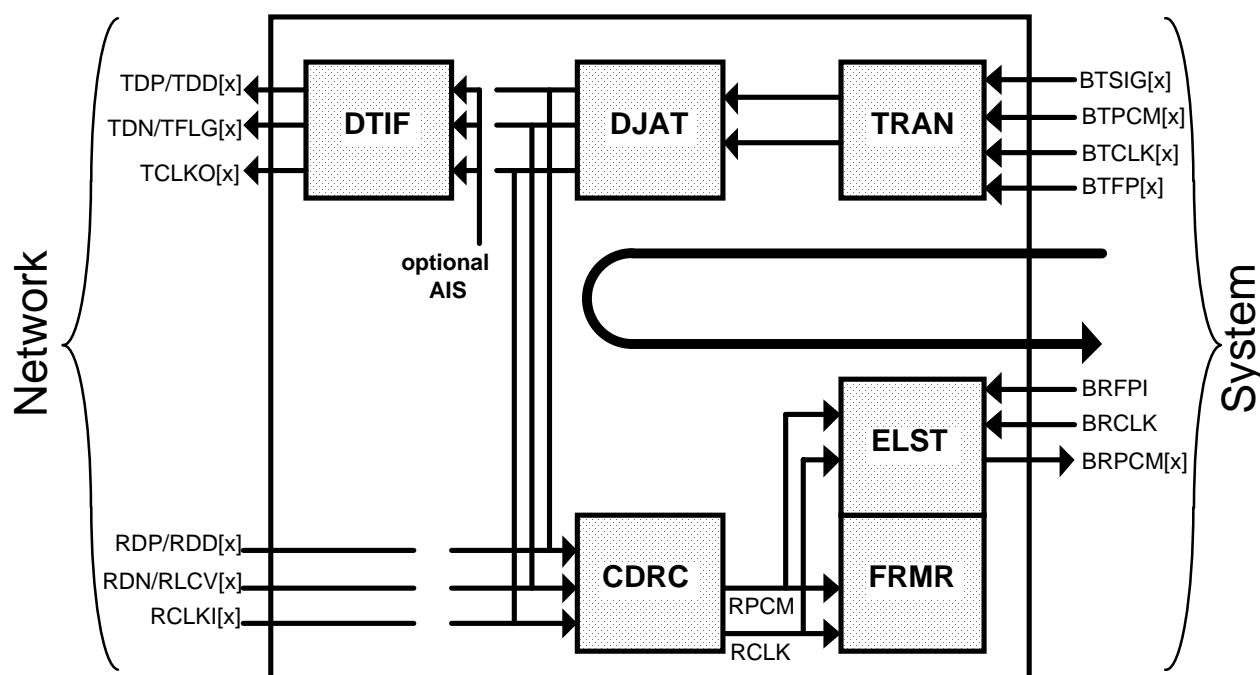 TDP/TDD[x]
TDN/TFLG[x]
TCLKO[x]
DTIF
DJAT
TRAN
BTSIG[x]
BTPCM[x]
BTCLK[x]
BTFP[x]
optional
AIS
Network
System
BRFPI
BRCLK
BRPCM[x]
ELST
RDP/RDD[x]
RDN/RLCV[x]
RCLKI[x]
CDRC
RPCM
RCLK
FRMR